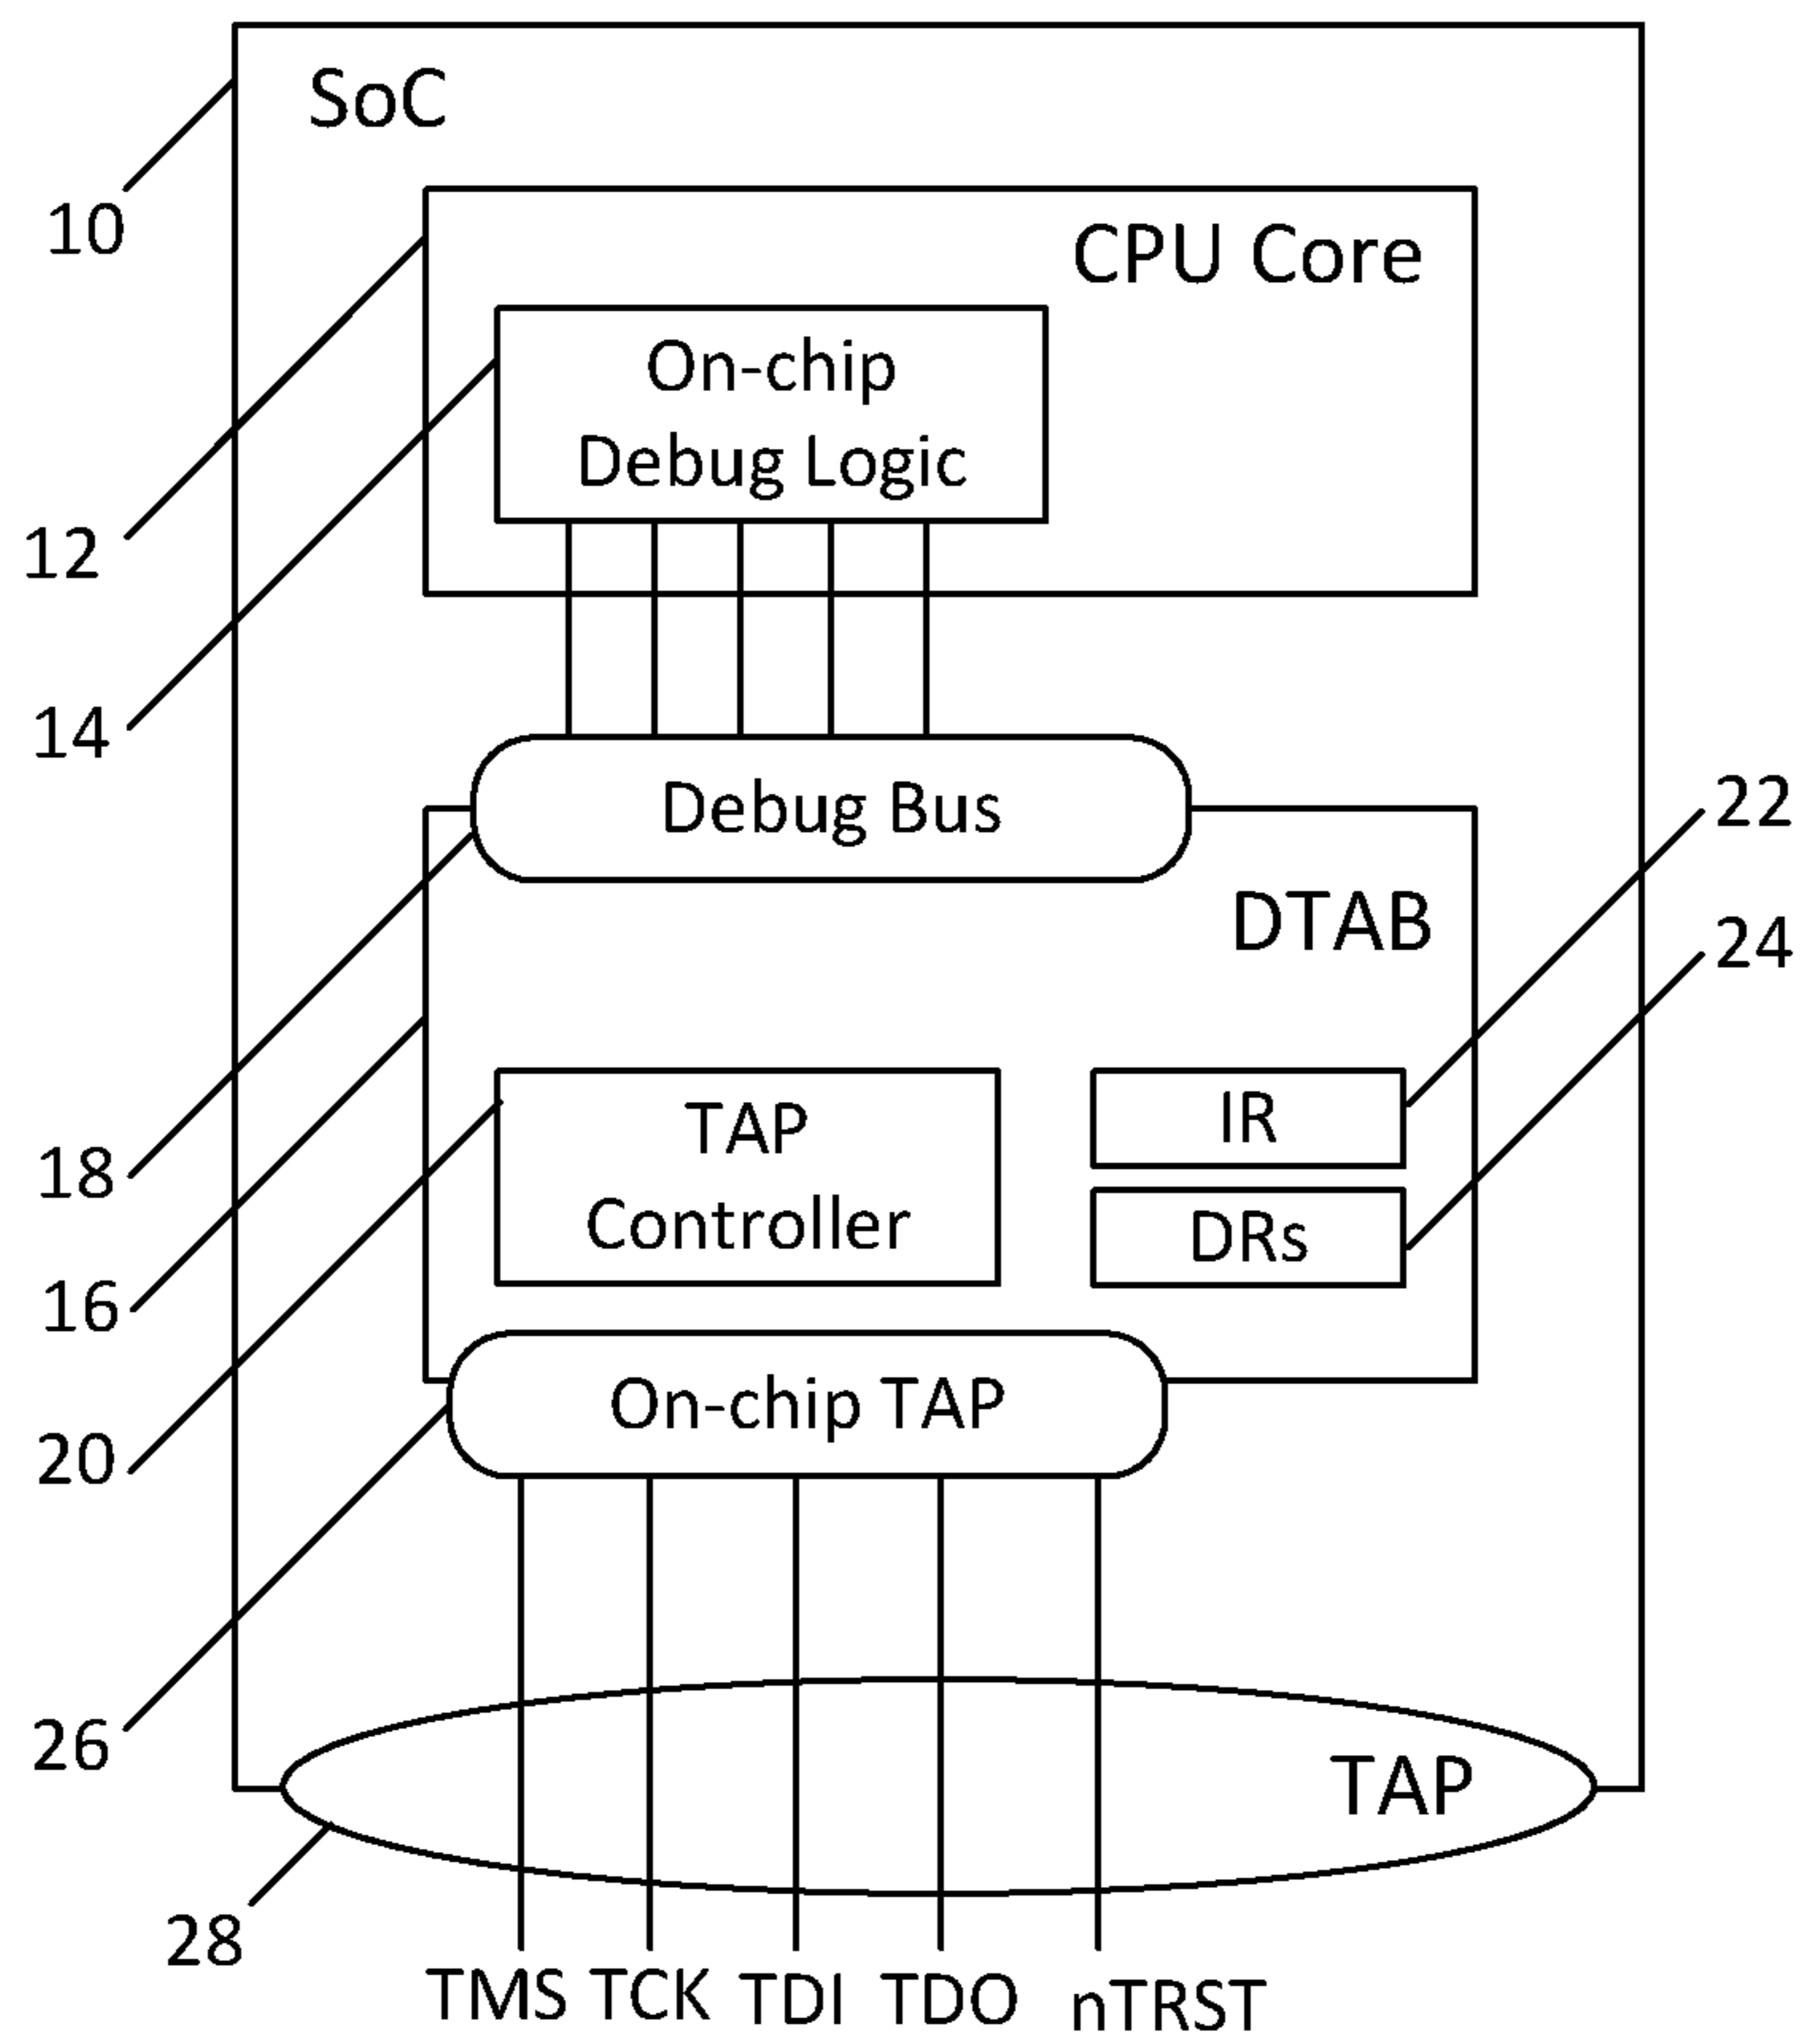 SoC
10
CPU Core
On-chip
Debug Logic
12
14
Debug Bus
22
DTAB
24
TAP
Controller
IR
DRs
18
16
On-chip TAP
20
26
TAP
28
TMS TCK TDI TDO nTRST